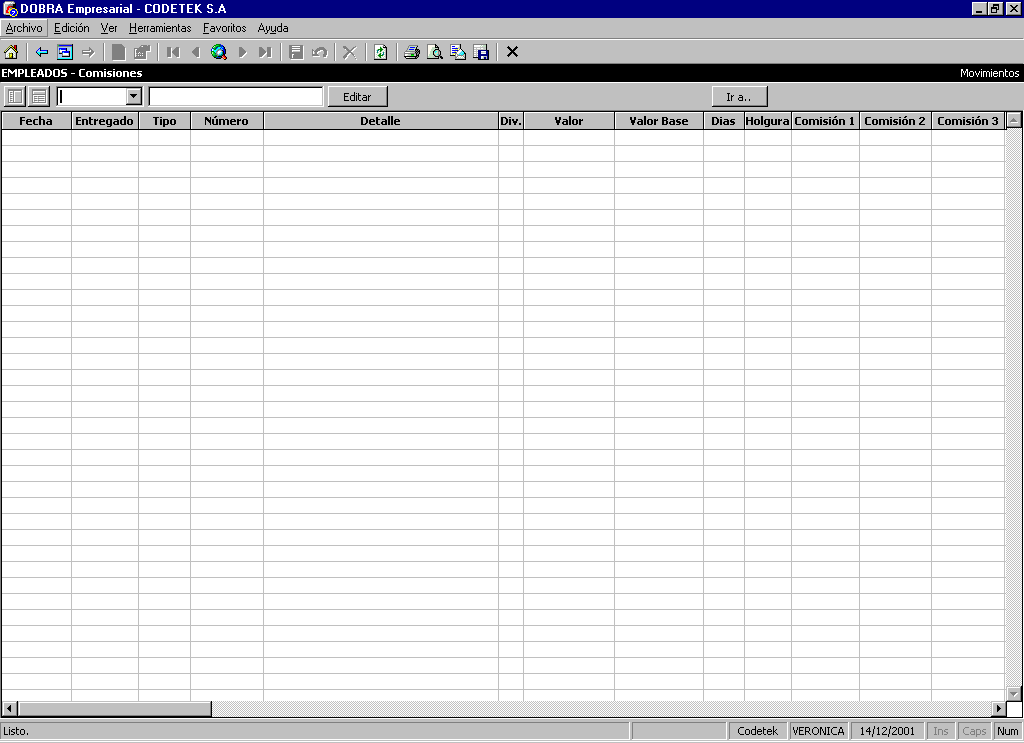 DOBRA Empresarial - CODETEK S.A
Archivo Edición Ver Herramientas Favoritos Ayuda
EMPLEADOS - Comisiones Movimientos
Editar Ir a..
Fecha Entregado Tipo Número Detalle Div. Valor Valor Base Dias Holgura Comisión 1 Comisión 2 Comisión 3
Listo. Codetek VERONICA 14/12/2001 Ins Caps Num